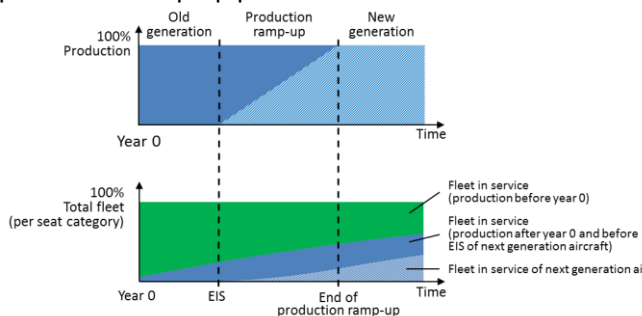 Old
generation
Production
ramp-up
New
generation
100%
Production
Year 0
Time
100%
Total fleet
(per seat category)
Fleet in service
(production before year 0)
Fleet in service
(production after year 0 and before
EIS of next generation aircraft)
Fleet in service of next generation ai
Year 0
EIS
End of
production ramp-up
Time